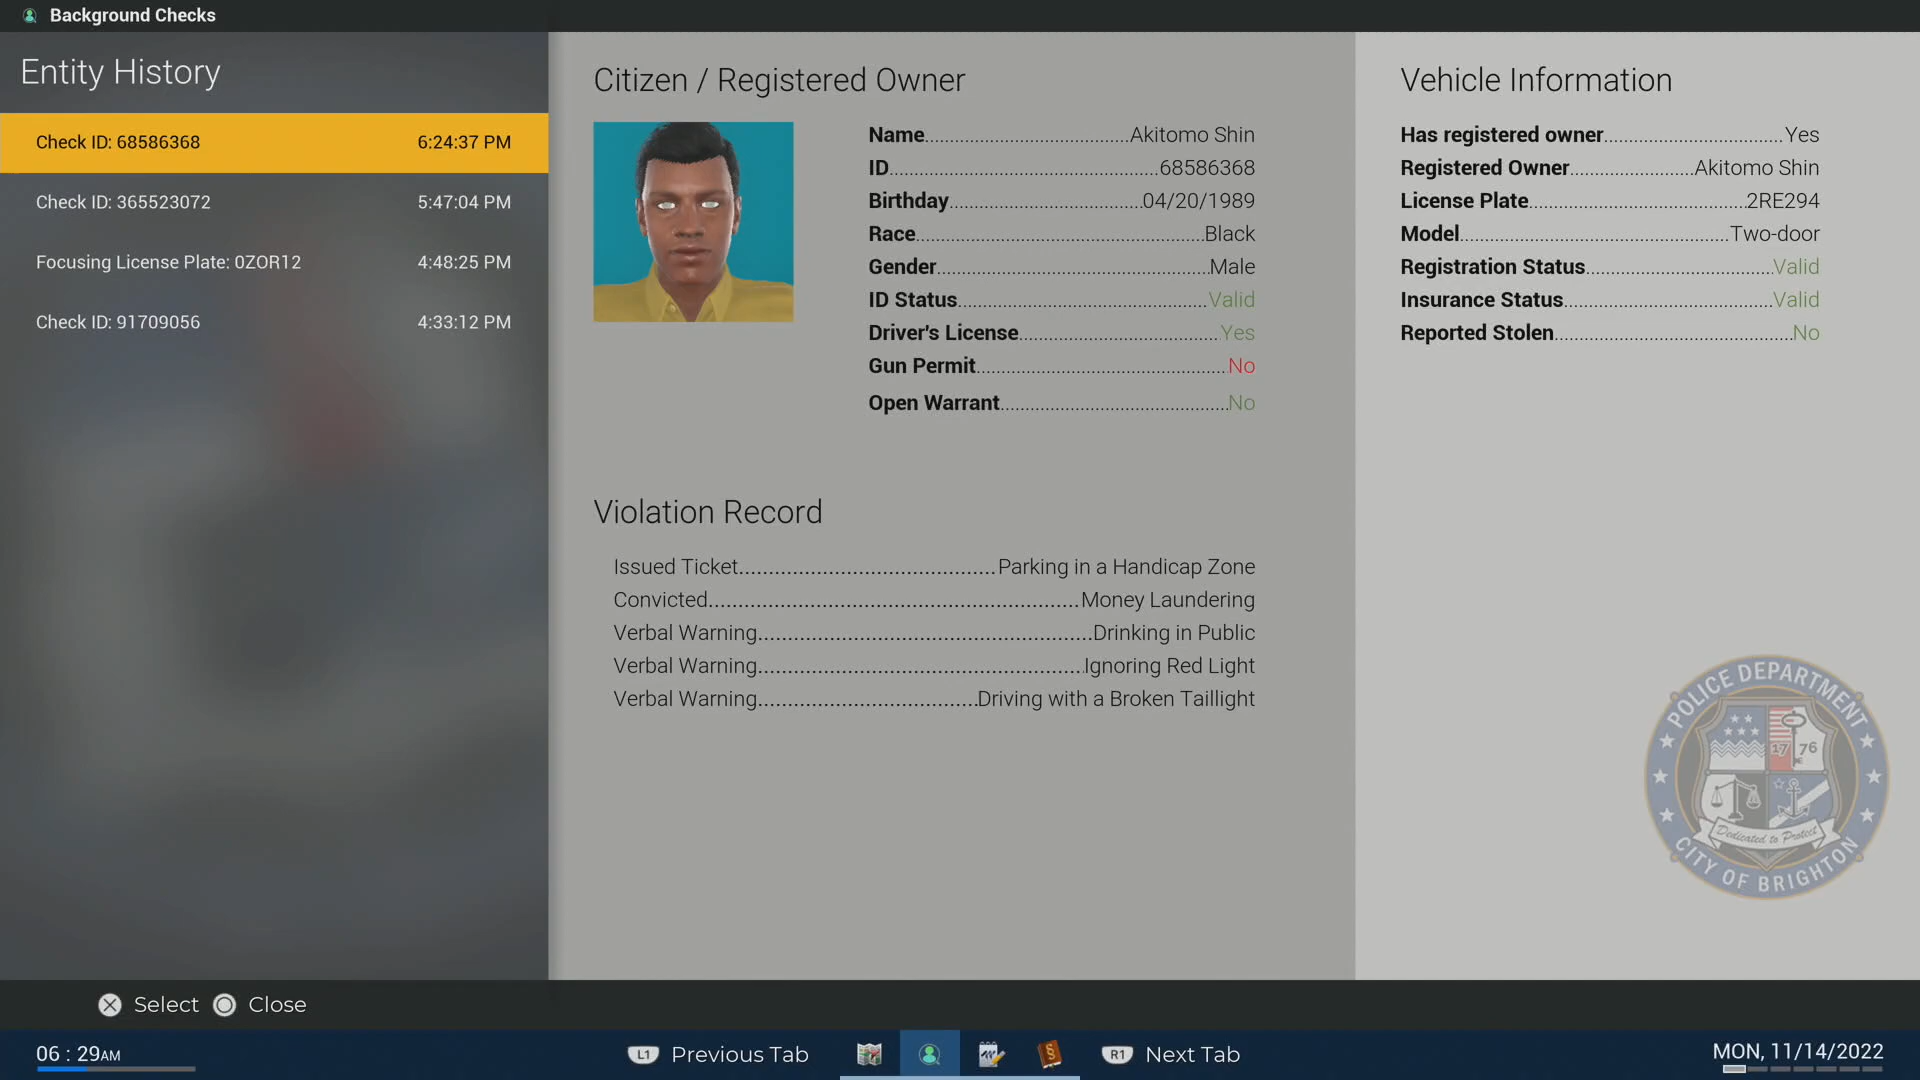 Background Checks
Entity History
Check ID: 68586368 6:24:37 PM
Check ID: 365523072 5:47:04 PM
Focusing License Plate: 0ZOR12 4:48:25 PM
Check ID: 91709056 4:33:12 PM
Citizen / Registered Owner
Name Akitomo Shin
ID 68586368
Birthday 04/20/1989
Race Black
Gender Male
ID Status Valid
Driver's License Yes
Gun Permit No
Open Warrant No
Violation Record
Issued Ticket Parking in a Handicap Zone
Convicted Money Laundering
Verbal Warning Drinking in Public
Verbal Warning Ignoring Red Light
Verbal Warning Driving with a Broken Taillight
Vehicle Information
Has registered owner Yes
Registered Owner Akitomo Shin
License Plate 2RE294
Model Two-door
Registration Status Valid
Insurance Status Valid
Reported Stolen No
POLICE DEPARTMENT
17 76
Dedicated to Protect
CITY OF BRIGHTON
Select Close
06 : 29AM
L1 Previous Tab
R1 Next Tab
MON, 11/14/2022